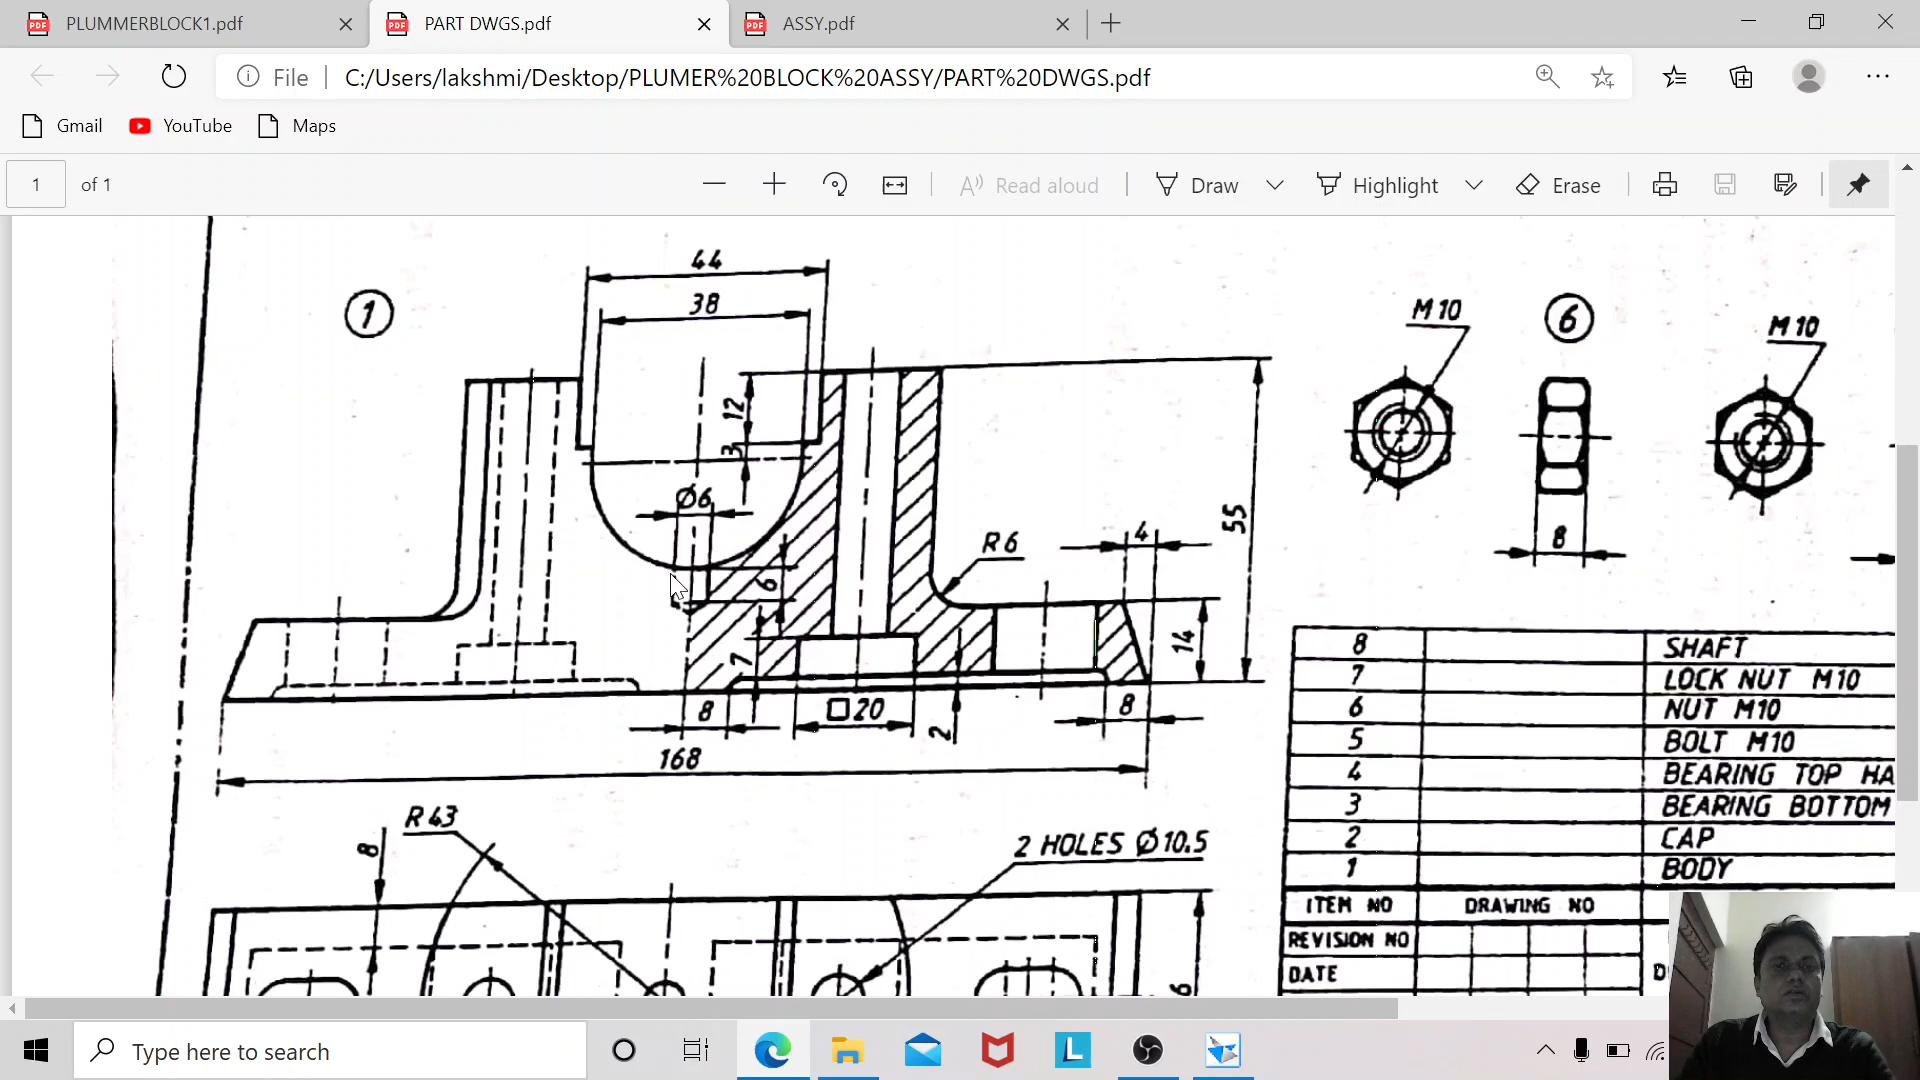 PLUMMERBLOCK1.pdf
PART DWGS.pdf
ASSY.pdf
File
C:/Users/lakshmi/Desktop/PLUMER%20BLOCK%20ASSY/PART%20DWGS.pdf
Gmail
YouTube
Maps
1
of 1
Read aloud
Draw
Highlight
Erase
44
38
1
12
3
Ø6
6
7
R6
4
55
14
8
□20
2
8
168
M10
6
M10
8
R43
8
2 HOLES Ø10.5
6
8 SHAFT
7 LOCK NUT M10
6 NUT M10
5 BOLT M10
4 BEARING TOP HA
3 BEARING BOTTOM
2 CAP
1 BODY
ITEM NO DRAWING NO
REVISION NO
DATE D
Type here to search